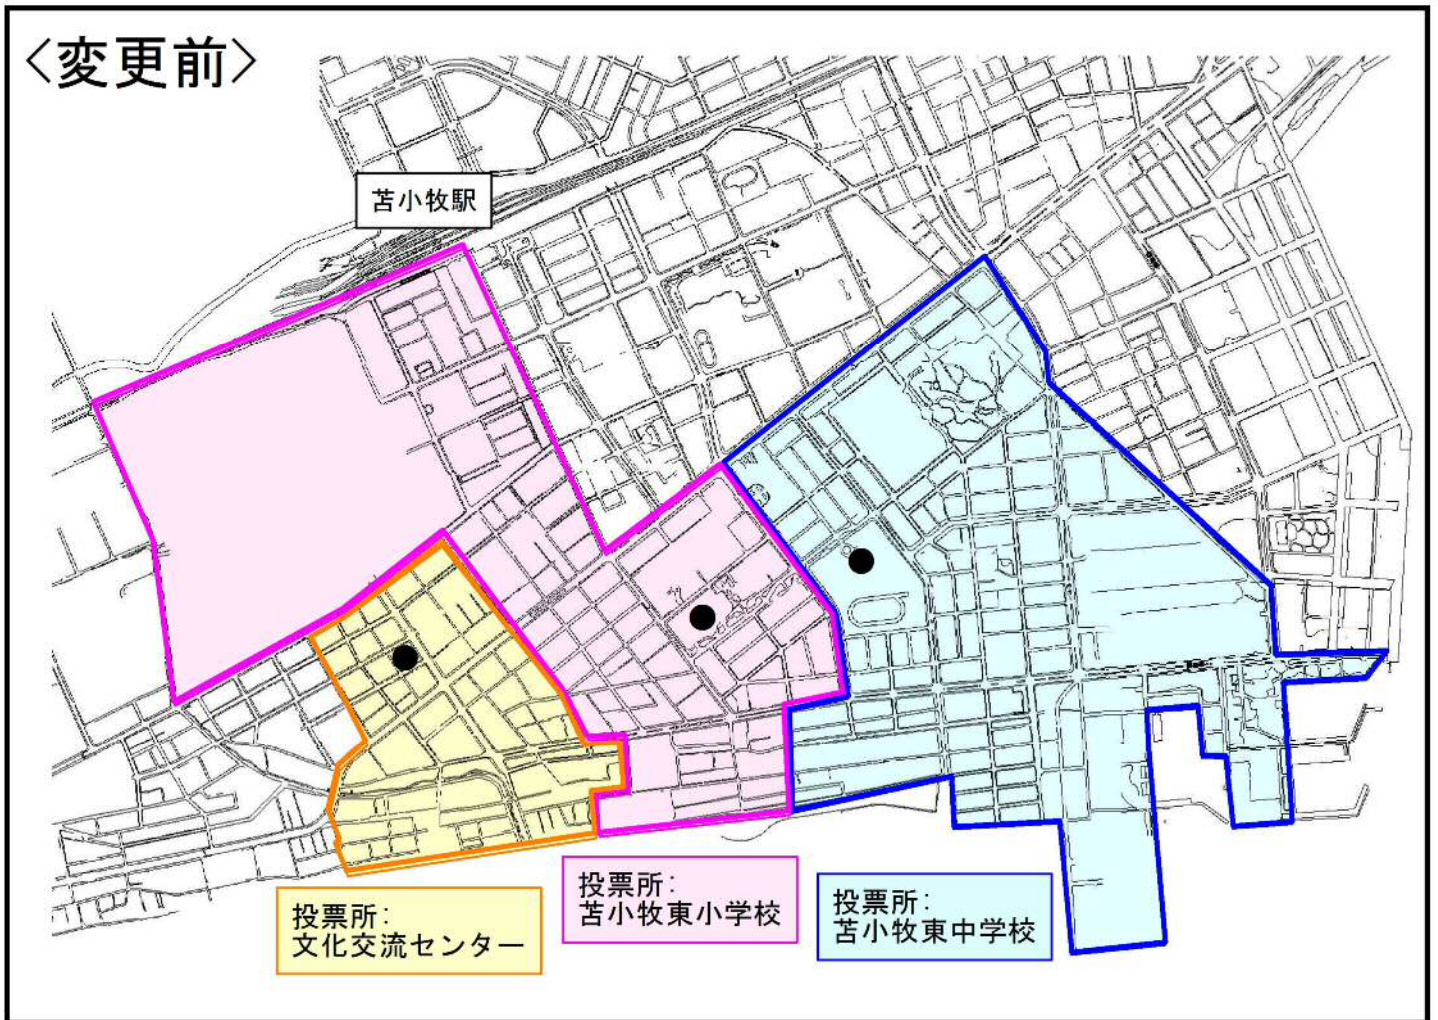 <変更前>
苫小牧駅
投票所：
文化交流センター
投票所：
苫小牧東小学校
投票所：
苫小牧東中学校